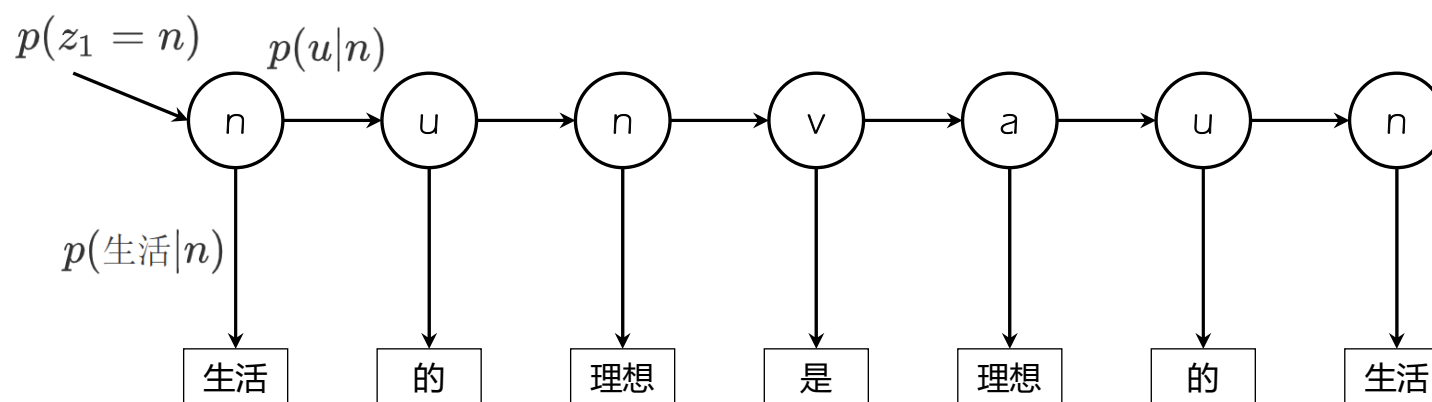 p(z₁ = n)
p(u|n)
n u n v a u n
p(生活|n)
生活 的 理想 是 理想 的 生活